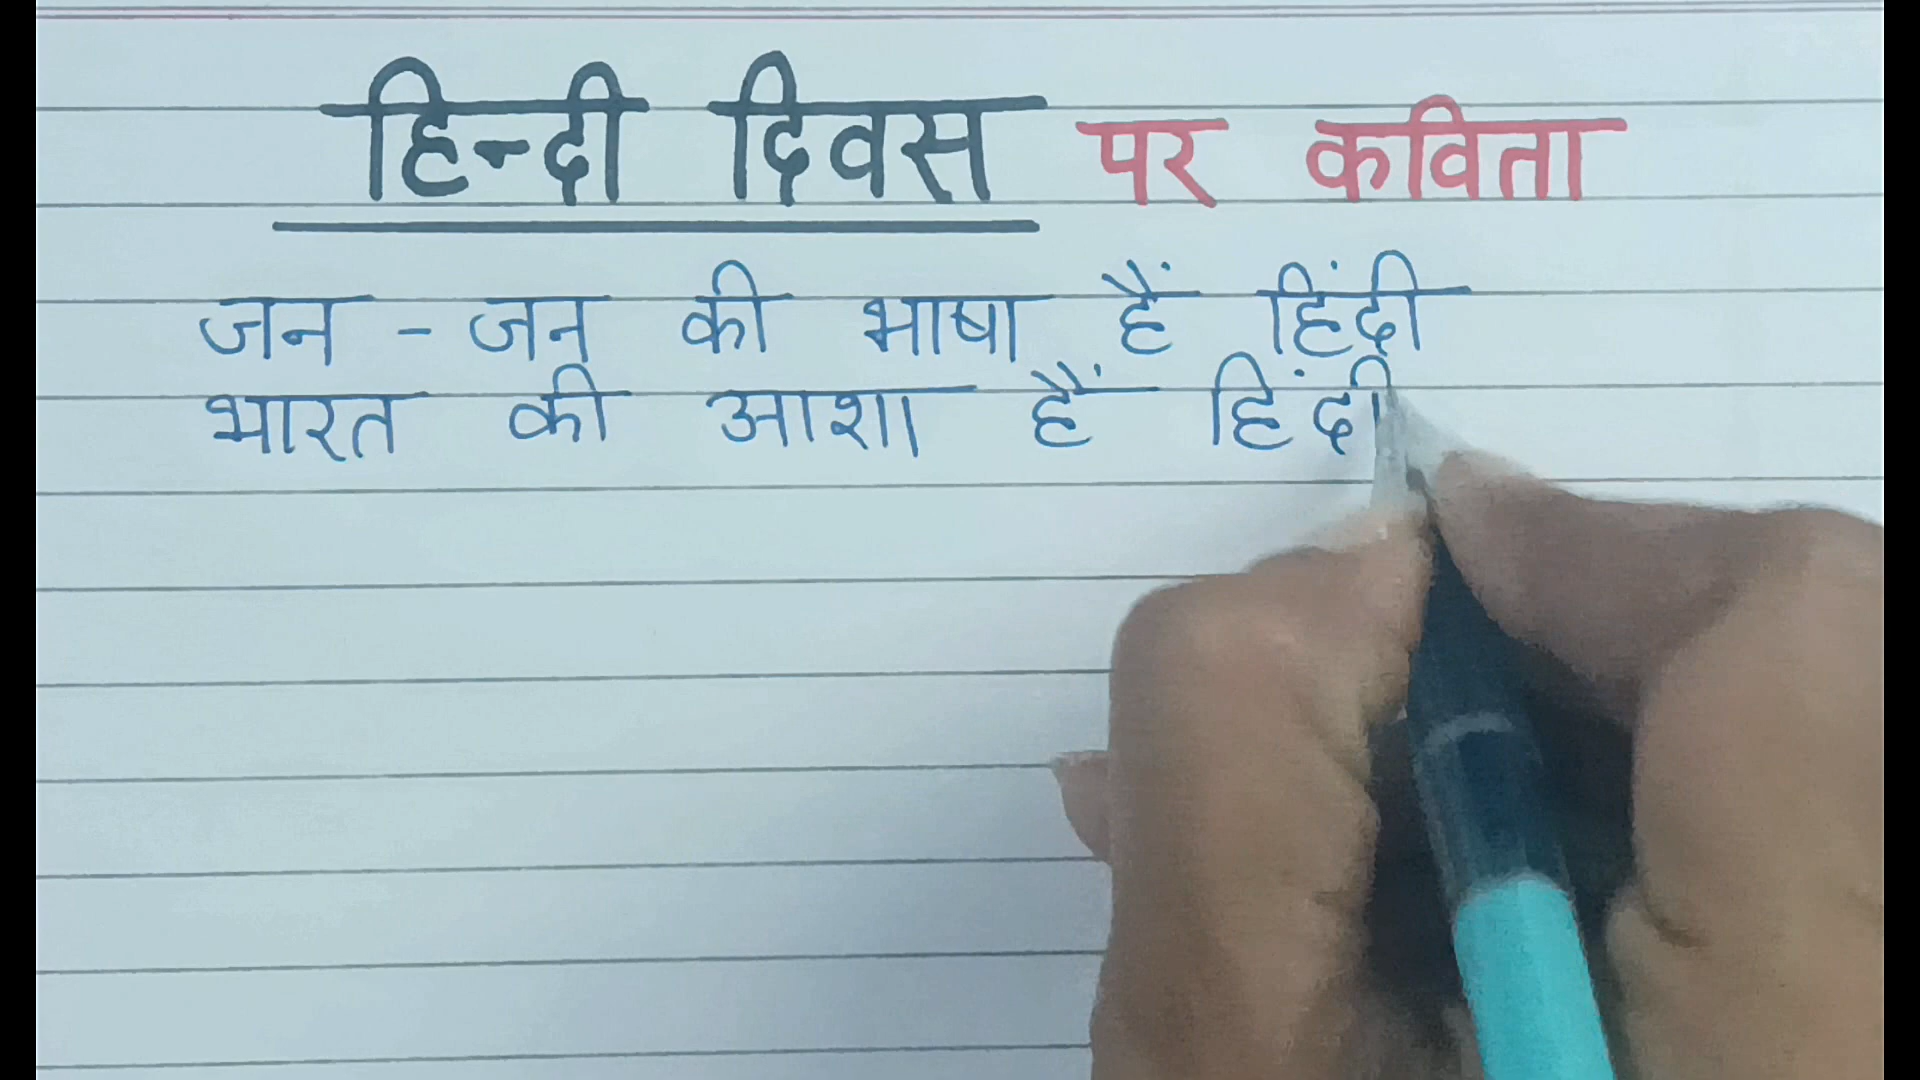 हिन्दी दिवस पर कविता
जन - जन की भाषा हैं हिंदी
भारत की आशा हैं हिंदी